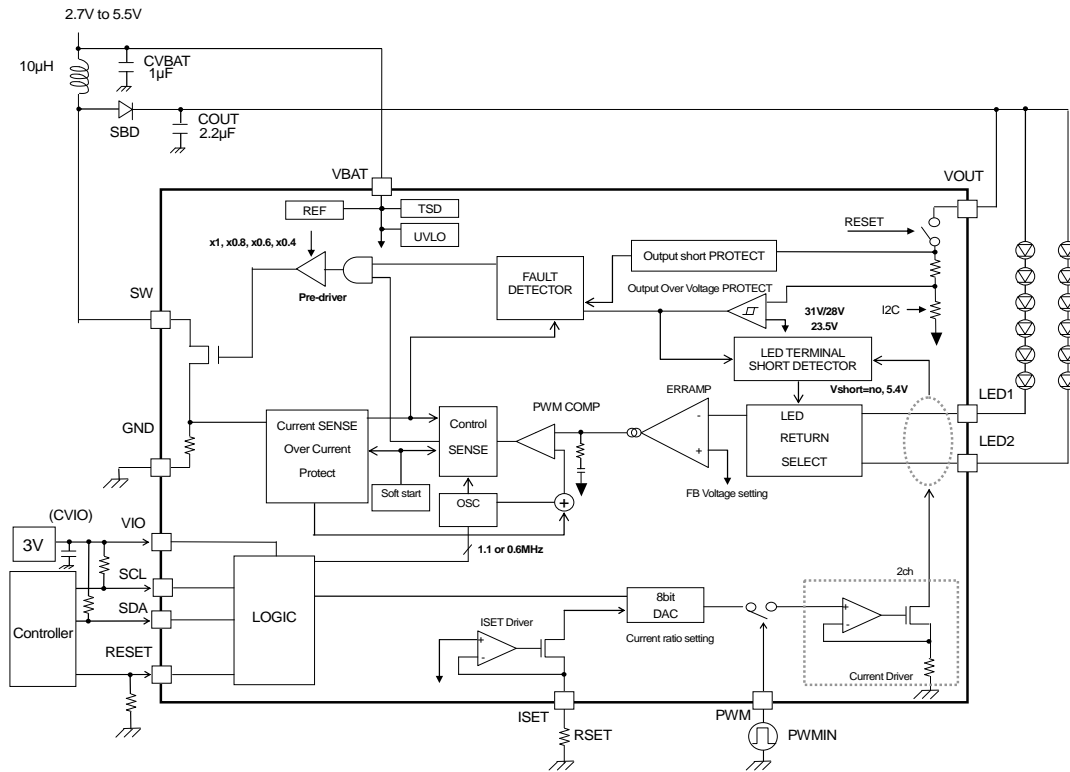 2.7V to 5.5V
10µH
CVBAT
1µF
SBD
COUT
2.2µF
VBAT
VOUT
REF
TSD
UVLO
RESET
x1, x0.8, x0.6, x0.4
Pre-driver
FAULT
DETECTOR
Output short PROTECT
Output Over Voltage PROTECT
31V/28V
23.5V
I2C
SW
LED TERMINAL
SHORT DETECTOR
Vshort=no, 5.4V
LED1
LED2
GND
Current SENSE
Over Current
Protect
Control
SENSE
PWM COMP
ERRAMP
-
+
LED
RETURN
SELECT
Soft start
OSC
+
FB Voltage setting
1.1 or 0.6MHz
(CVIO)
VIO
3V
SCL
SDA
Controller
RESET
LOGIC
ISET Driver
+
-
8bit
DAC
Current ratio setting
2ch
+
-
Current Driver
ISET
RSET
PWM
PWMIN